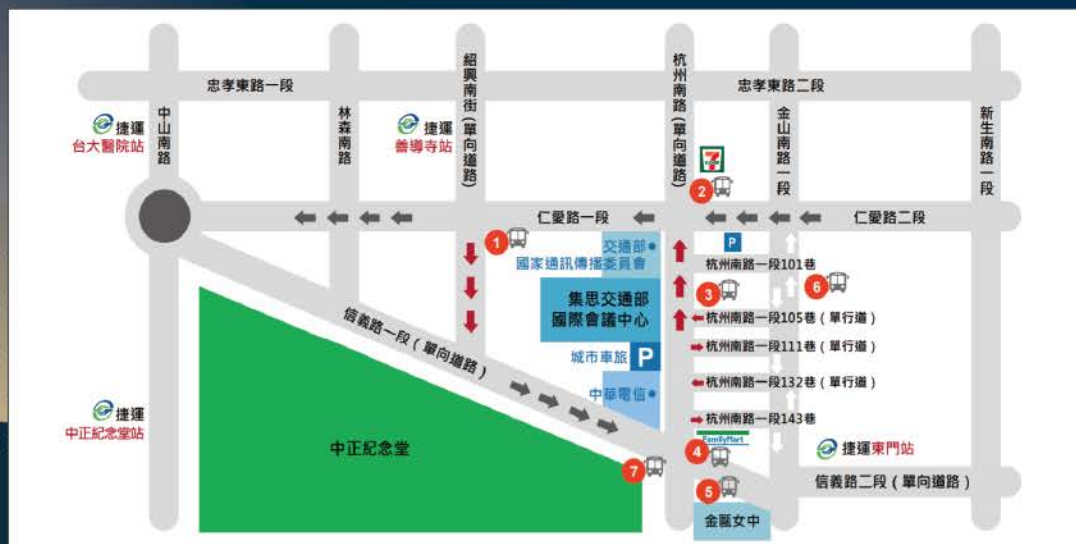 忠孝東路一段
忠孝東路二段
中山南路
林森南路
紹興南街(單向道路)
杭州南路(單向道路)
金山南路一段
新生南路一段
捷運
台大醫院站
捷運
善導寺站
7
ELEVEN
2
仁愛路一段
仁愛路二段
1
交通部
國家通訊傳播委員會
P
杭州南路一段101巷
3
6
集思交通部
國際會議中心
杭州南路一段105巷(單行道)
信義路一段(單向道路)
城市車旅
P
杭州南路一段111巷(單行道)
中華電信
杭州南路一段132巷(單行道)
捷運
中正紀念堂站
杭州南路一段143巷
FamilyMart
中正紀念堂
4
捷運東門站
7
5
信義路二段(單向道路)
金甌女中